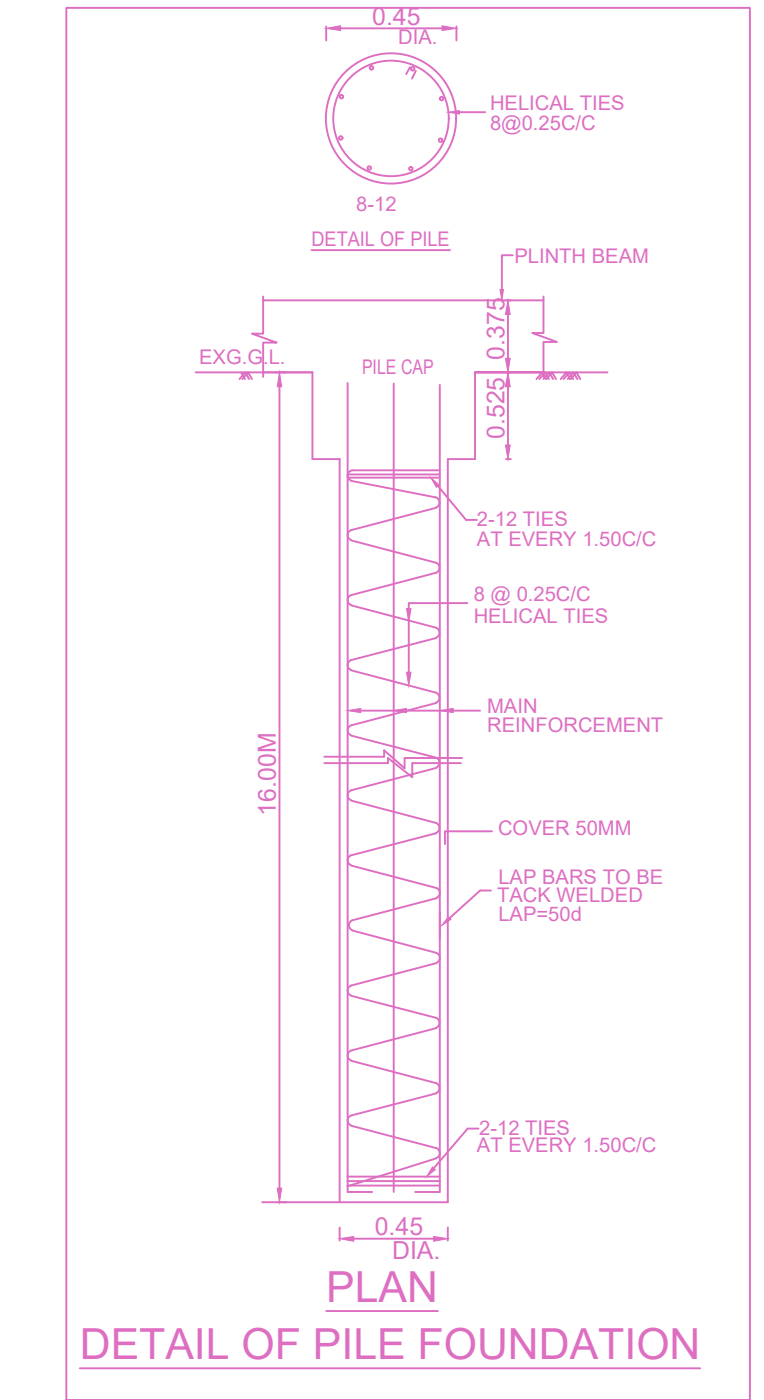 0.45
DIA.
HELICAL TIES
8@0.25C/C
8-12
DETAIL OF PILE
PLINTH BEAM
0.375
EXG.G.L.
PILE CAP
0.525
2-12 TIES
AT EVERY 1.50C/C
8 @ 0.25C/C
HELICAL TIES
MAIN
REINFORCEMENT
16.00M
COVER 50MM
LAP BARS TO BE
TACK WELDED
LAP=50d
2-12 TIES
AT EVERY 1.50C/C
0.45
DIA.
PLAN
DETAIL OF PILE FOUNDATION